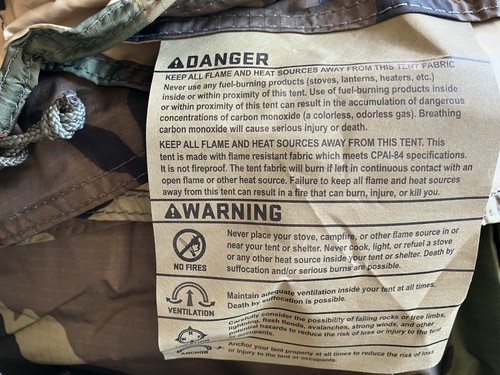 DANGER
KEEP ALL FLAME AND HEAT SOURCES AWAY FROM THIS TENT FABRIC
Never use any fuel-burning products (stoves, lanterns, heaters, etc.)
inside or within proximity of this tent. Use of fuel-burning products inside
or within proximity of this tent can result in the accumulation of dangerous
concentrations of carbon monoxide (a colorless, odorless gas). Breathing
carbon monoxide will cause serious injury or death.
KEEP ALL FLAME AND HEAT SOURCES AWAY FROM THIS TENT. This
tent is made with flame resistant fabric which meets CPAI-84 specifications.
It is not fireproof. The tent fabric will burn if left in continuous contact with an
open flame or other heat source. Failure to keep all flame and heat sources
away from this tent can result in a fire that can burn, injure, or kill you.
WARNING
Never place your stove, campfire, or other flame source in or
near your tent or shelter. Never cook, light, or refuel a stove
or any other heat source inside your tent or shelter. Death by
suffocation and/or serious burns are possible.
NO FIRES
Maintain adequate ventilation inside your tent at all times.
Death by suffocation is possible.
VENTILATION
Carefully consider the possibility of falling rocks or tree limbs,
lightning, flash floods, avalanches, strong winds, and other
potential hazards to reduce the risk of loss or injury to the tent
occupants.
Anchor your tent properly at all times to reduce the risk of loss
or injury to the tent or occupants.
ANCHOR